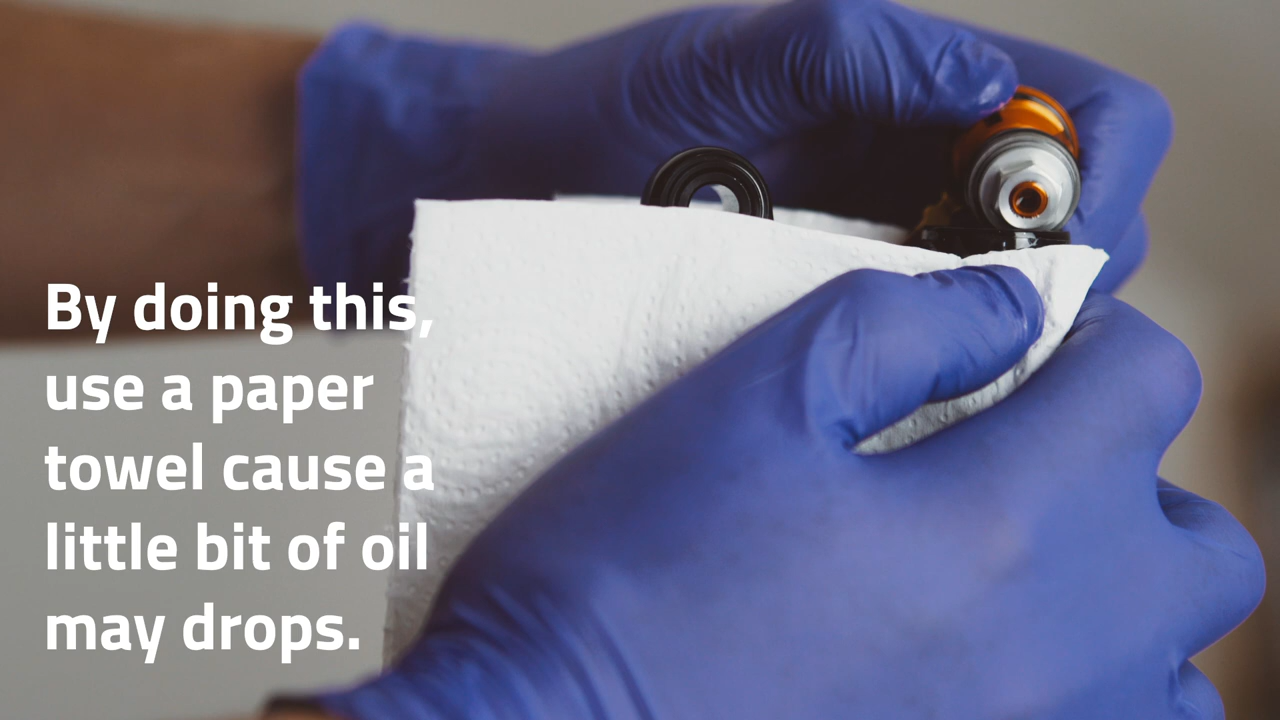 By doing this,
use a paper
towel cause a
little bit of oil
may drops.